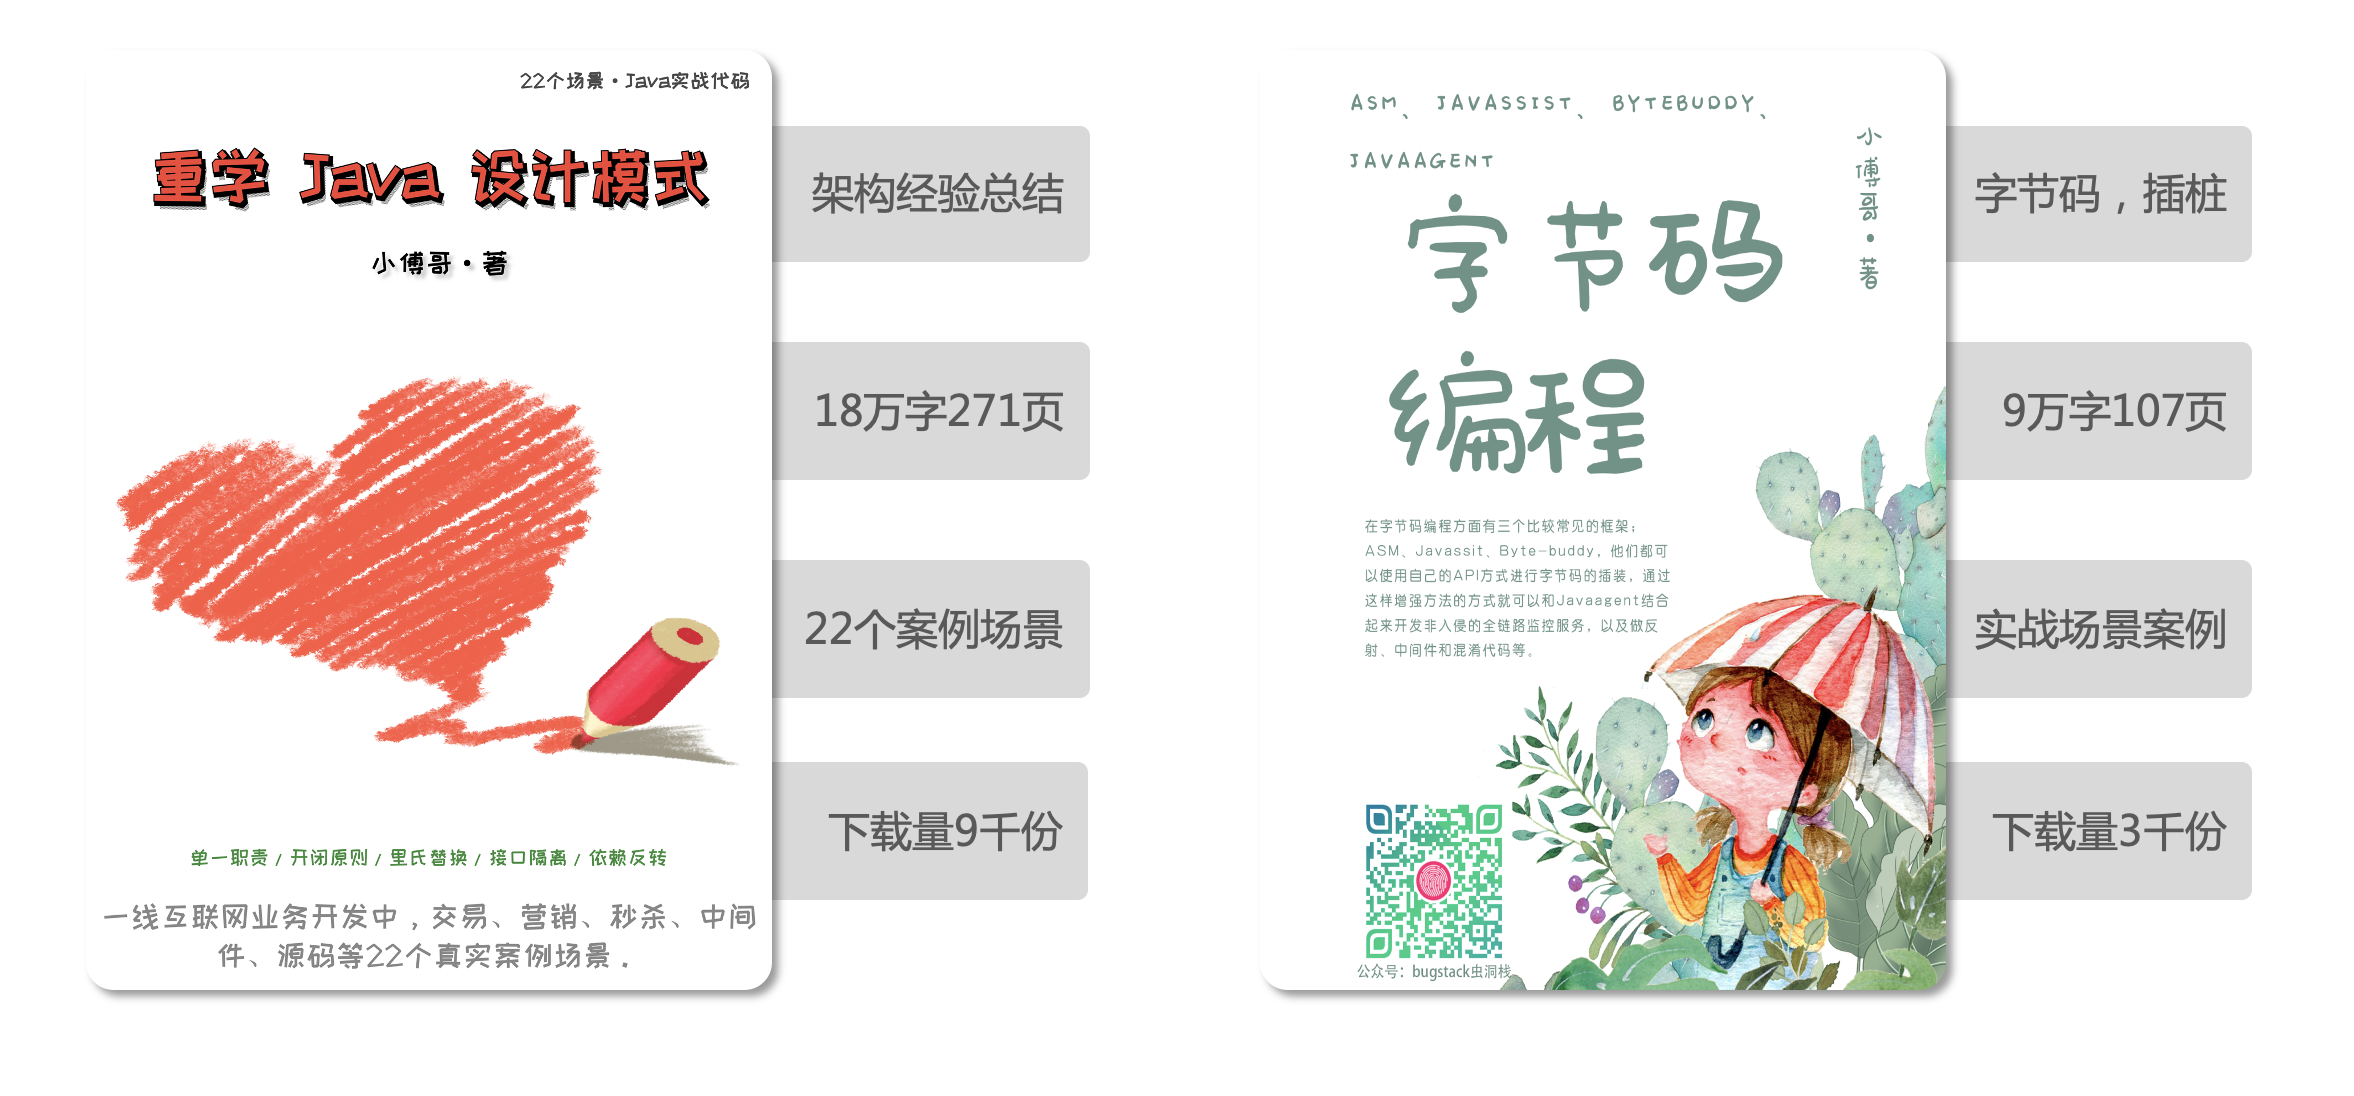 22个场景・Java实战代码
重学 Java 设计模式
小傅哥・著
单一职责 / 开闭原则 / 里氏替换 / 接口隔离 / 依赖反转
一线互联网业务开发中，交易、营销、秒杀、中间
件、源码等22个真实案例场景．
架构经验总结
18万字271页
22个案例场景
下载量9千份
ASM、 JAVASSIST、 BYTEBUDDY、
JAVAAGENT
小傅哥・著
字节码
编程
在字节码编程方面有三个比较常见的框架；
ASM、Javassit、Byte-buddy，他们都可
以使用自己的API方式进行字节码的插装，通过
这样增强方法的方式就可以和Javaagent结合
起来开发非入侵的全链路监控服务，以及做反
射、中间件和混淆代码等。
公众号：bugstack虫洞栈
字节码，插桩
9万字107页
实战场景案例
下载量3千份